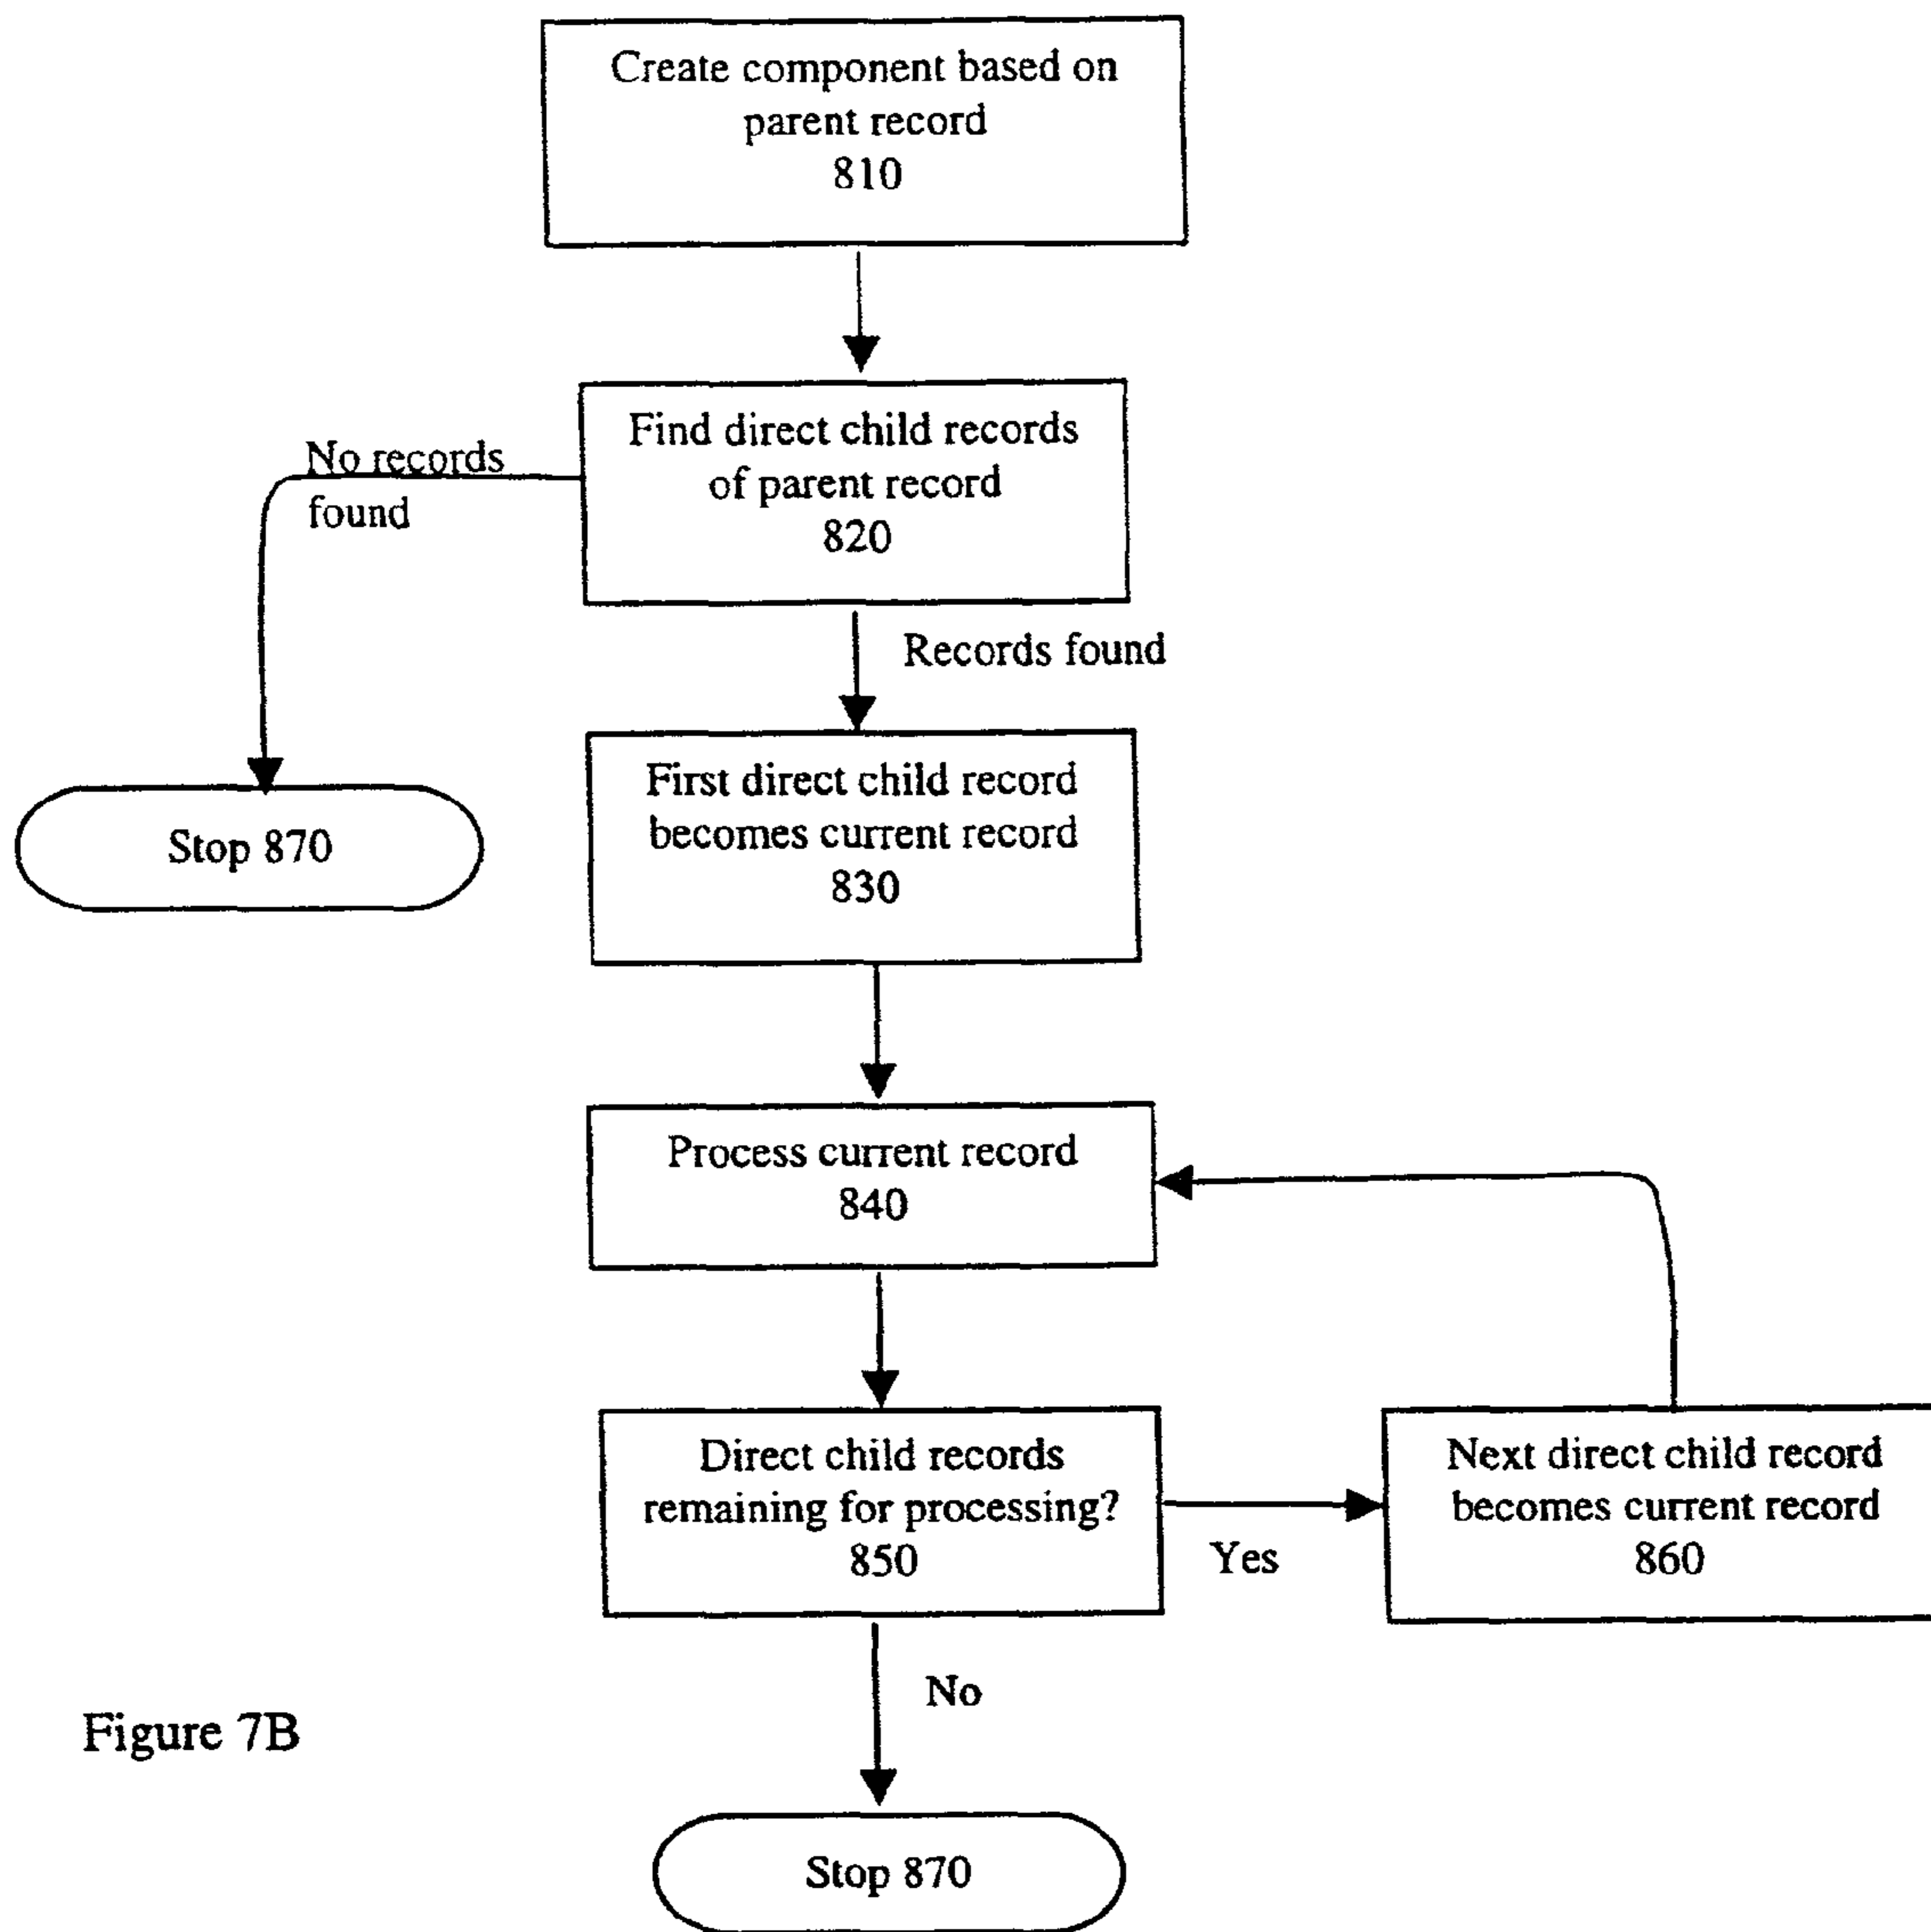 Create component based on
parent record
810
Find direct child records
of parent record
820
No records
found
Records found
First direct child record
becomes current record
830
Stop 870
Process current record
840
Direct child records
remaining for processing?
850
Yes
Next direct child record
becomes current record
860
No
Figure 7B
Stop 870